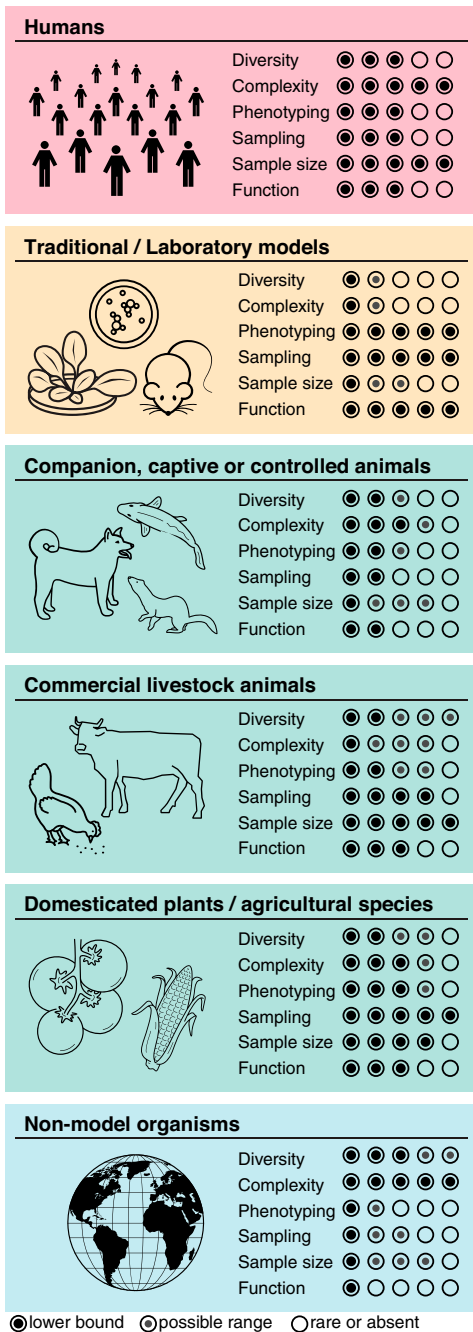 Humans
Diversity
Complexity
Phenotyping
Sampling
Sample size
Function
Traditional / Laboratory models
Diversity
Complexity
Phenotyping
Sampling
Sample size
Function
Companion, captive or controlled animals
Diversity
Complexity
Phenotyping
Sampling
Sample size
Function
Commercial livestock animals
Diversity
Complexity
Phenotyping
Sampling
Sample size
Function
Domesticated plants / agricultural species
Diversity
Complexity
Phenotyping
Sampling
Sample size
Function
Non-model organisms
Diversity
Complexity
Phenotyping
Sampling
Sample size
Function
lower bound possible range rare or absent